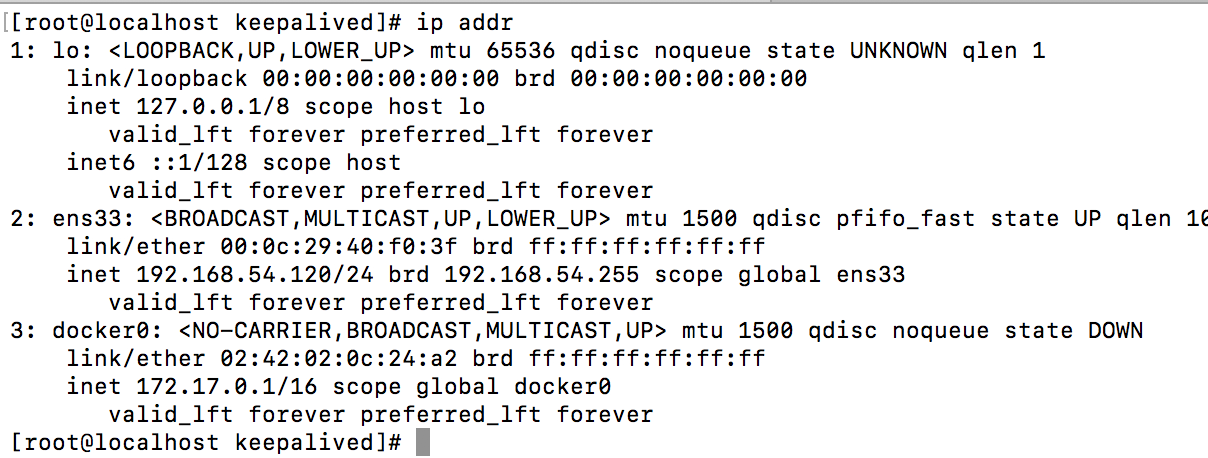 [[root@localhost keepalived]# ip addr
1: lo: <LOOPBACK,UP,LOWER_UP> mtu 65536 qdisc noqueue state UNKNOWN qlen 1
    link/loopback 00:00:00:00:00:00 brd 00:00:00:00:00:00
    inet 127.0.0.1/8 scope host lo
       valid_lft forever preferred_lft forever
    inet6 ::1/128 scope host
       valid_lft forever preferred_lft forever
2: ens33: <BROADCAST,MULTICAST,UP,LOWER_UP> mtu 1500 qdisc pfifo_fast state UP qlen 10
    link/ether 00:0c:29:40:f0:3f brd ff:ff:ff:ff:ff:ff
    inet 192.168.54.120/24 brd 192.168.54.255 scope global ens33
       valid_lft forever preferred_lft forever
3: docker0: <NO-CARRIER,BROADCAST,MULTICAST,UP> mtu 1500 qdisc noqueue state DOWN
    link/ether 02:42:02:0c:24:a2 brd ff:ff:ff:ff:ff:ff
    inet 172.17.0.1/16 scope global docker0
       valid_lft forever preferred_lft forever
[root@localhost keepalived]#